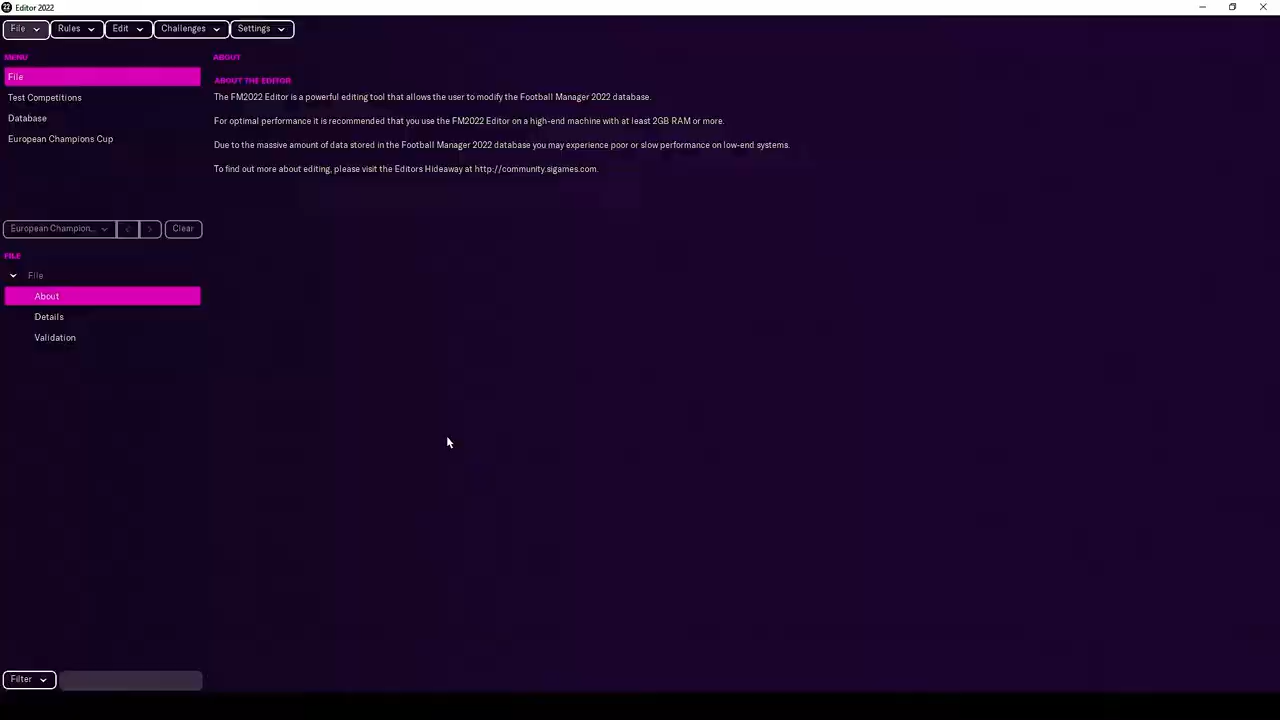 22 Editor 2022
File Rules Edit Challenges Settings
MENU
File
Test Competitions
Database
European Champions Cup
European Champion... < > Clear
FILE
File
About
Details
Validation
Filter
ABOUT
ABOUT THE EDITOR
The FM2022 Editor is a powerful editing tool that allows the user to modify the Football Manager 2022 database.
For optimal performance it is recommended that you use the FM2022 Editor on a high-end machine with at least 2GB RAM or more.
Due to the massive amount of data stored in the Football Manager 2022 database you may experience poor or slow performance on low-end systems.
To find out more about editing, please visit the Editors Hideaway at http://community.sigames.com.